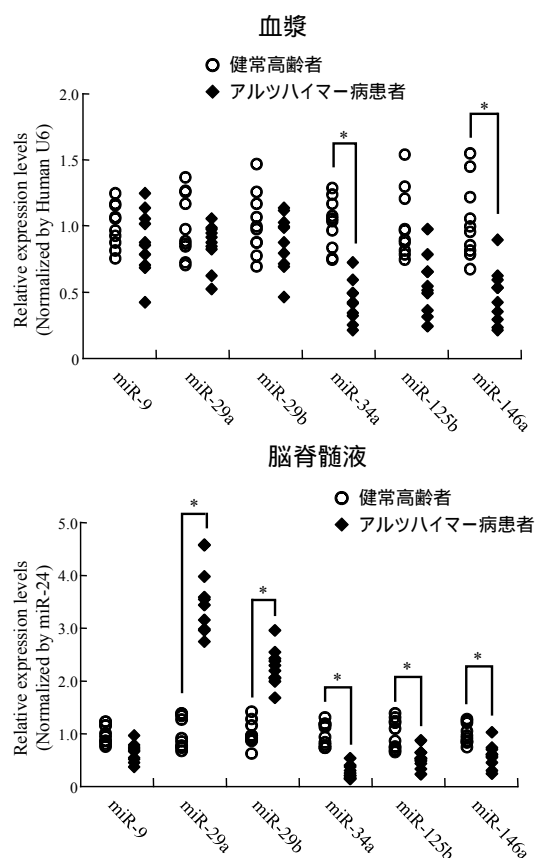 血漿
健常高齢者
アルツハイマー病患者
Relative expression levels
(Normalized by Human U6)
2.0
1.5
1.0
0.5
0
*
*
miR-9
miR-29a
miR-29b
miR-34a
miR-125b
miR-146a
脳脊髄液
健常高齢者
アルツハイマー病患者
Relative expression levels
(Normalized by miR-24)
5.0
4.0
3.0
2.0
1.0
0
*
*
*
*
*
miR-9
miR-29a
miR-29b
miR-34a
miR-125b
miR-146a